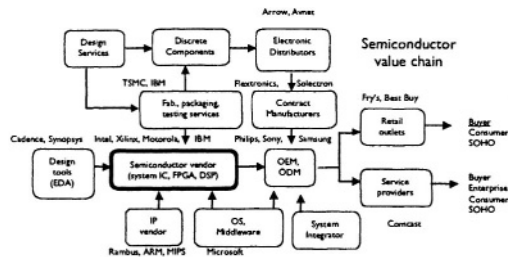 Arrow, Avnet
Design
Services
Discrete
Components
Electronic
Distributors
Semiconductor
value chain
TSMC, IBM
Flextronics,
Solectron
Fab., packaging,
testing services
Contract
Manufacturers
Fry's, Best Buy
Cadence, Synopsys
Intel, Xilinx, Motorola,
IBM
Philips, Sony,
Samsung
Retail
outlets
Buyer
Consumer
SOHO
Design
tools
(EDA)
Semiconductor vendor
(system IC, FPGA, DSP)
OEM,
ODM
Service
providers
Buyer
Enterprise
Consumer
SOHO
IP
vendor
OS,
Middleware
System
Integrator
Comcast
Rambus, ARM, MIPS
Microsoft